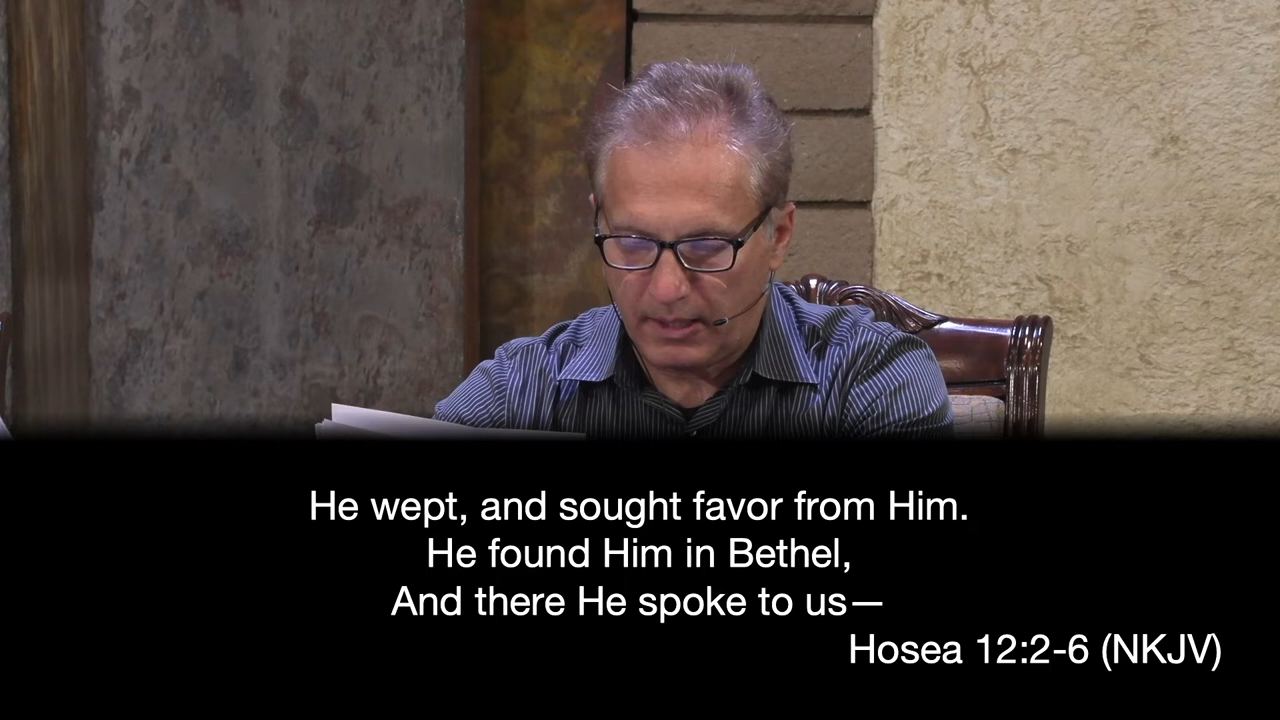 He wept, and sought favor from Him.
He found Him in Bethel,
And there He spoke to us—
Hosea 12:2-6 (NKJV)